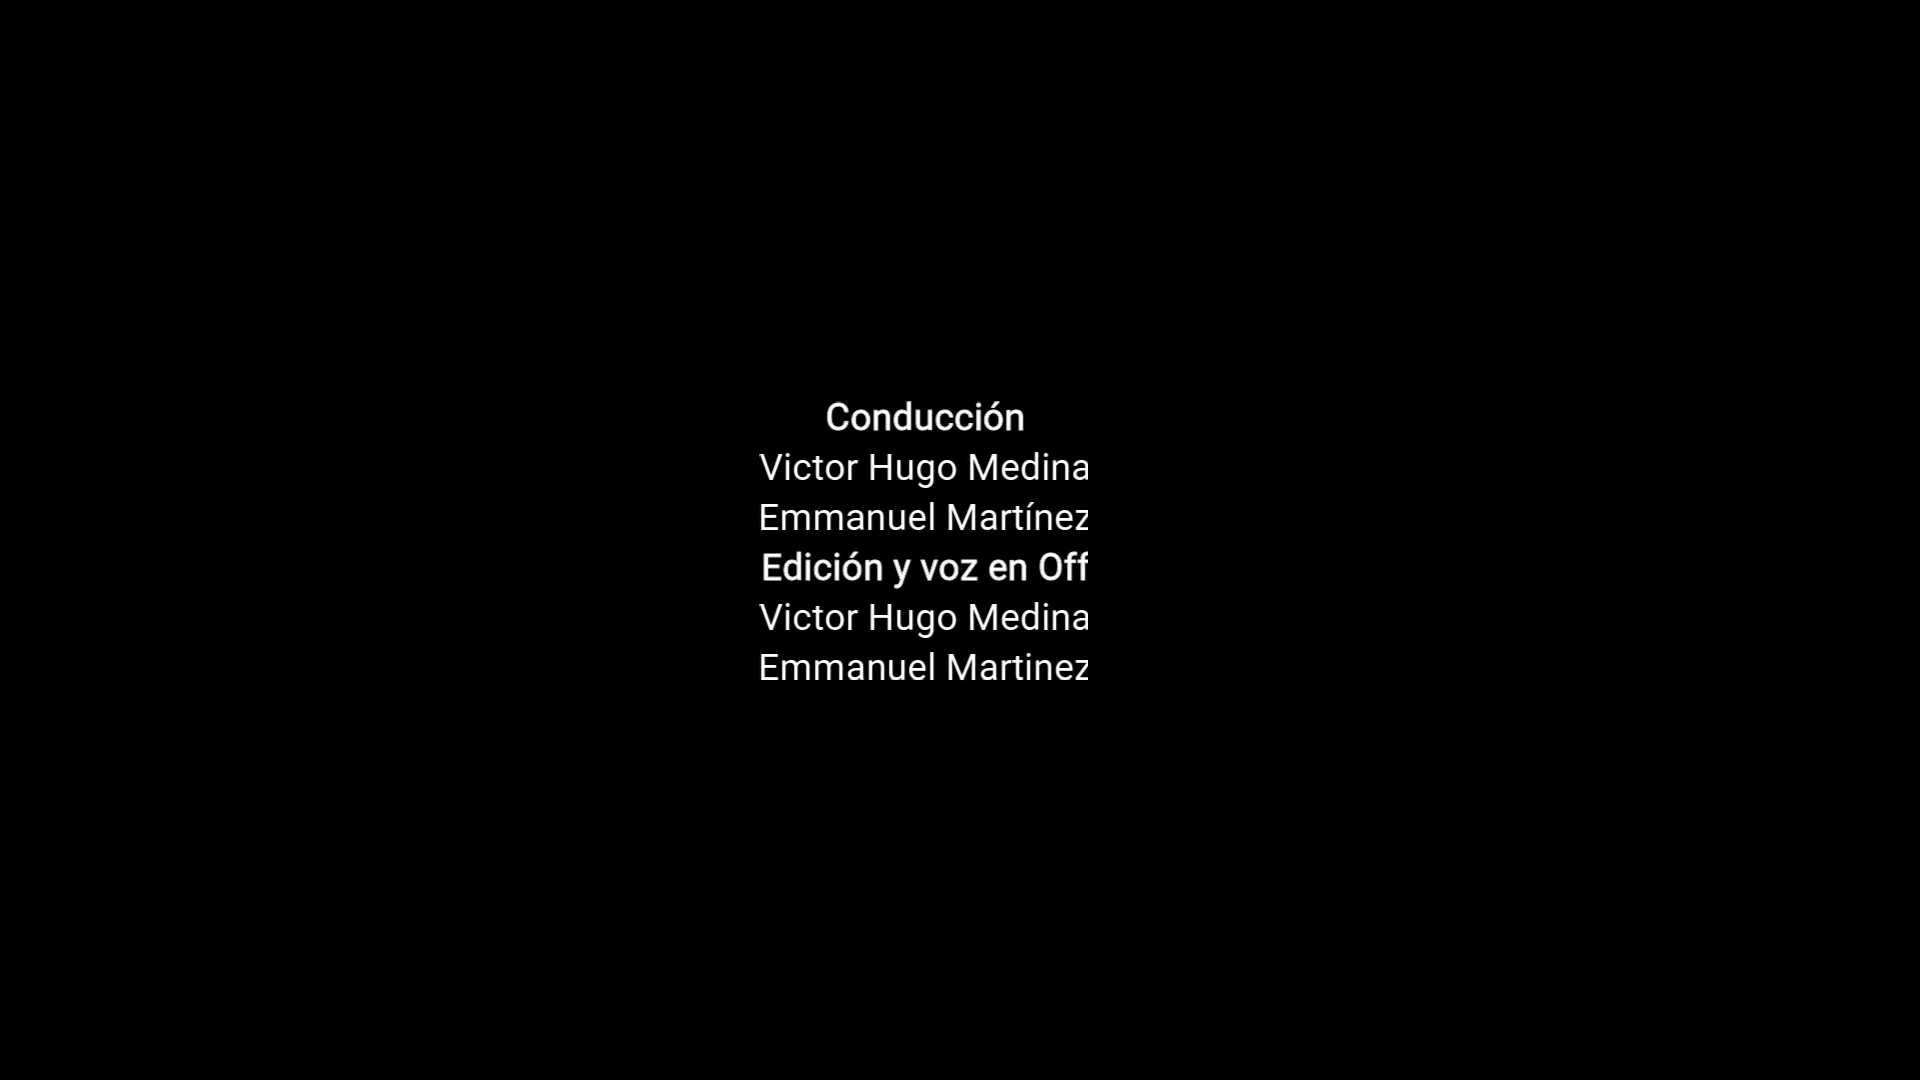 Conducción
Victor Hugo Medina
Emmanuel Martínez
Edición y voz en Off
Victor Hugo Medina
Emmanuel Martinez